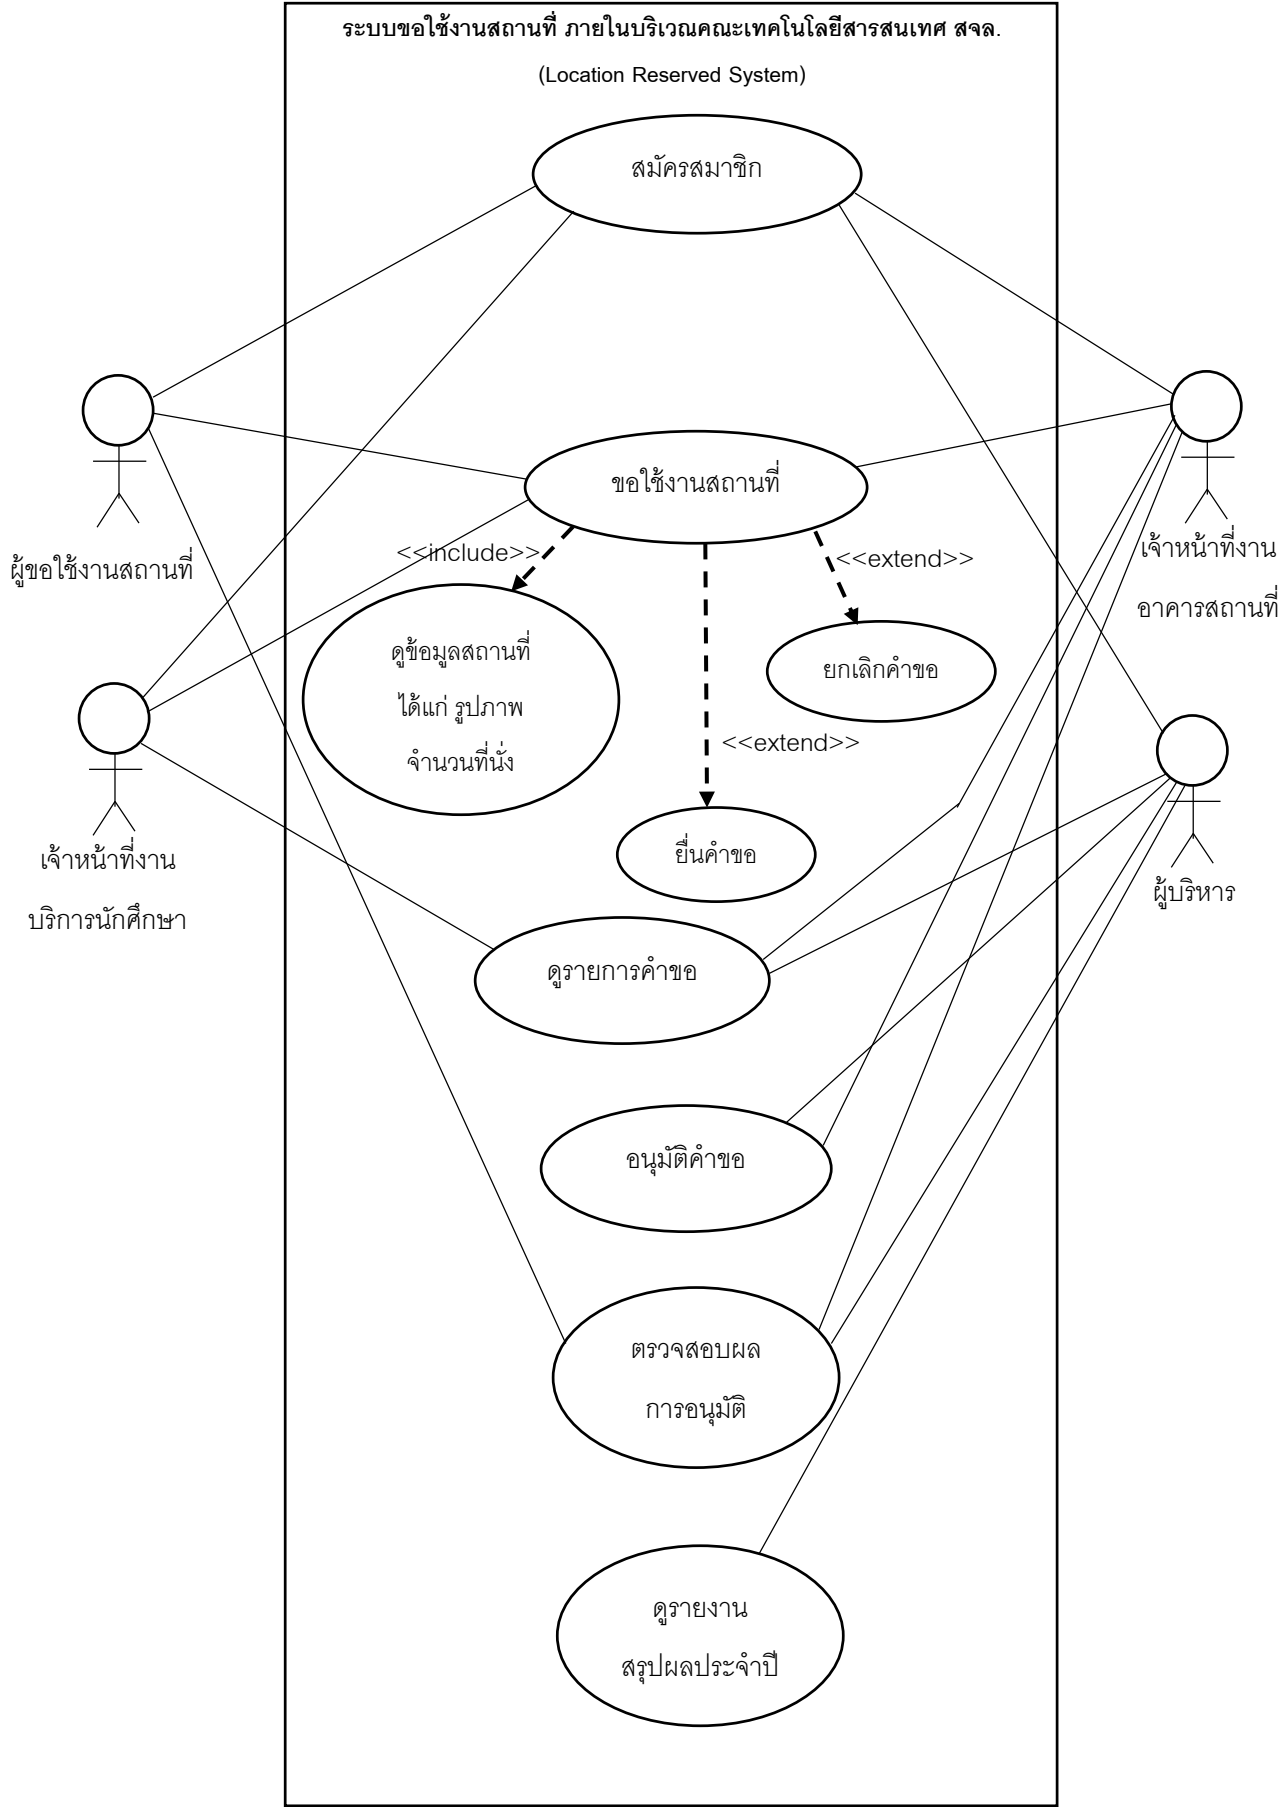 ระบบขอใช้งานสถานที่ ภายในบริเวณคณะเทคโนโลยีสารสนเทศ สจล.
(Location Reserved System)
สมัครสมาชิก
ขอใช้งานสถานที่
<<include>>
<<extend>>
ผู้ขอใช้งานสถานที่
เจ้าหน้าที่งาน
อาคารสถานที่
ดูข้อมูลสถานที่
ได้แก่ รูปภาพ
จำนวนที่นั่ง
ยกเลิกคำขอ
<<extend>>
ยื่นคำขอ
เจ้าหน้าที่งาน
บริการนักศึกษา
ผู้บริหาร
ดูรายการคำขอ
อนุมัติคำขอ
ตรวจสอบผล
การอนุมัติ
ดูรายงาน
สรุปผลประจำปี